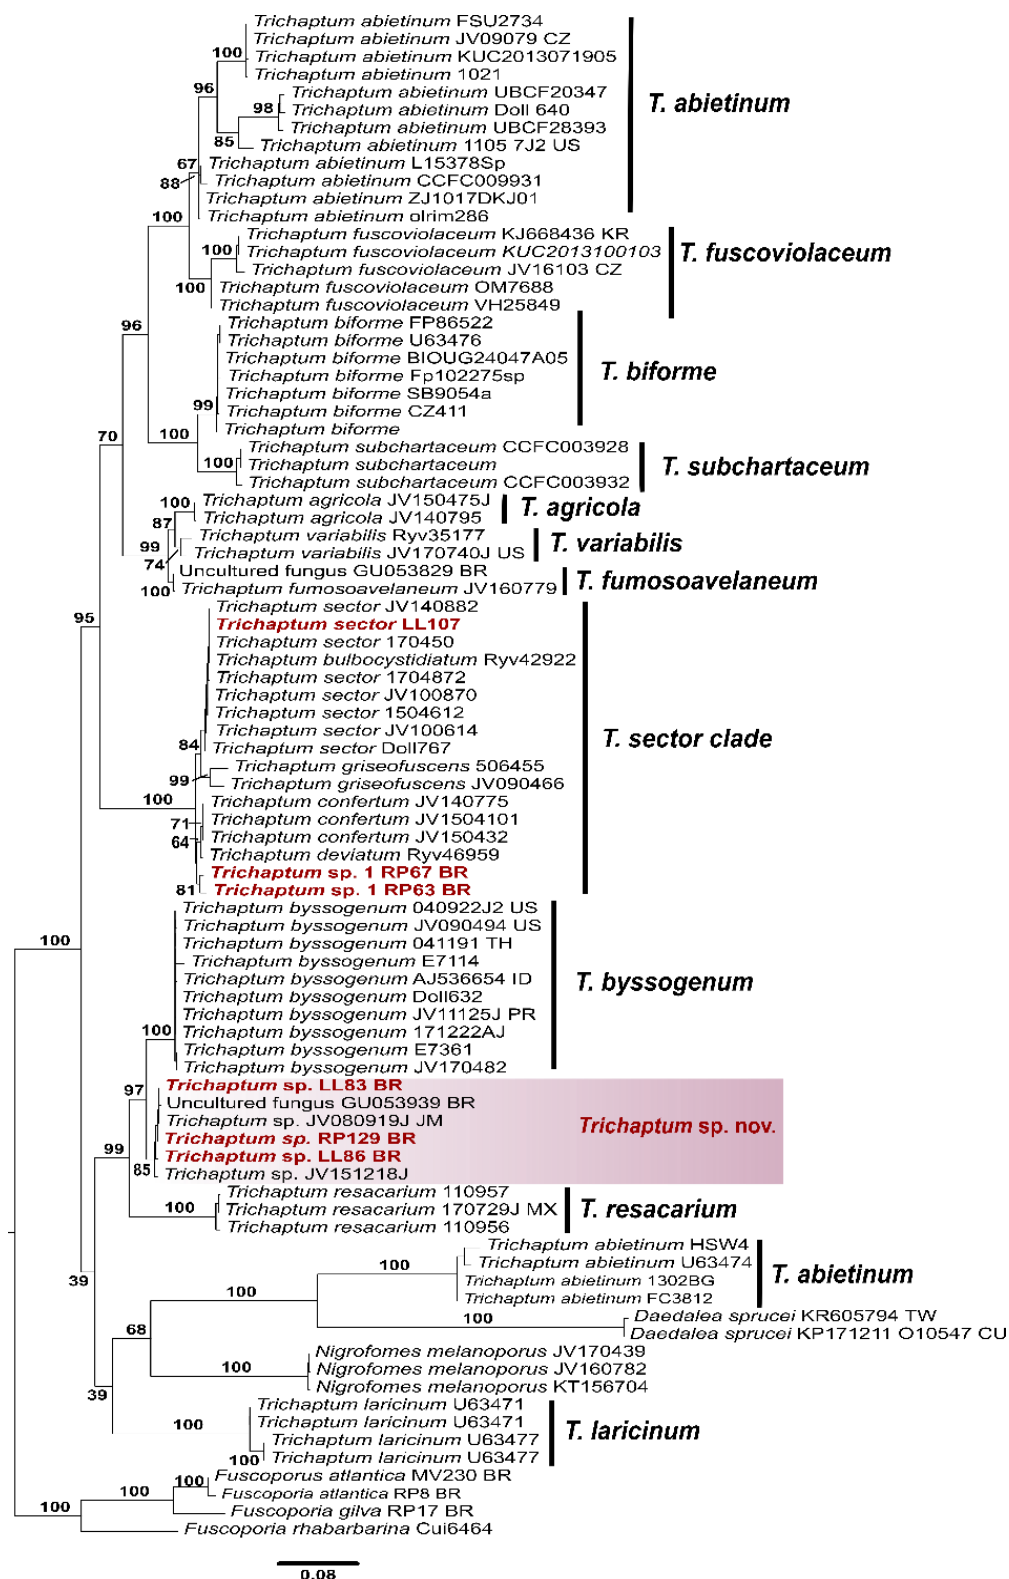 Trichaptum abietinum FSU2734
Trichaptum abietinum JV09079 CZ
100 Trichaptum abietinum KUC2013071905
Trichaptum abietinum 1021
96
Trichaptum abietinum UBCF20347
98 Trichaptum abietinum Doll 640
Trichaptum abietinum UBCF28393
85 Trichaptum abietinum 1105 7J2 US
T. abietinum
67 Trichaptum abietinum L15378Sp
88 Trichaptum abietinum CCFC009931
Trichaptum abietinum ZJ1017DKJ01
100 Trichaptum abietinum olrim286
Trichaptum fuscoviolaceum KJ668436 KR
100 Trichaptum fuscoviolaceum KUC2013100103
Trichaptum fuscoviolaceum JV16103 CZ
T. fuscoviolaceum
100 Trichaptum fuscoviolaceum OM7688
Trichaptum fuscoviolaceum VH25849
96
Trichaptum biforme FP86522
Trichaptum biforme U63476
Trichaptum biforme BIOUG24047A05
Trichaptum biforme Fp102275sp
T. biforme
Trichaptum biforme SB9054a
99 Trichaptum biforme CZ411
Trichaptum biforme
70 100
Trichaptum subchartaceum CCFC003928
100 Trichaptum subchartaceum
Trichaptum subchartaceum CCFC003932
T. subchartaceum
100 Trichaptum agricola JV150475J
Trichaptum agricola JV140795
T. agricola
87
Trichaptum variabilis Ryv35177
99 Trichaptum variabilis JV170740J US
T. variabilis
74
Uncultured fungus GU053829 BR
100 Trichaptum fumosoavelaneum JV160779
T. fumosoavelaneum
95
Trichaptum sector JV140882
Trichaptum sector LL107
Trichaptum sector 170450
Trichaptum bulbocystidiatum Ryv42922
Trichaptum sector 1704872
Trichaptum sector JV100870
Trichaptum sector 1504612
Trichaptum sector JV100614
84 Trichaptum sector Doll767
T. sector clade
Trichaptum griseofuscens 506455
99 Trichaptum griseofuscens JV090466
100 Trichaptum confertum JV140775
71 Trichaptum confertum JV1504101
64 Trichaptum confertum JV150432
Trichaptum deviatum Ryv46959
Trichaptum sp. 1 RP67 BR
81 Trichaptum sp. 1 RP63 BR
100
Trichaptum byssogenum 040922J2 US
Trichaptum byssogenum JV090494 US
Trichaptum byssogenum 041191 TH
Trichaptum byssogenum E7114
Trichaptum byssogenum AJ536654 ID
T. byssogenum
Trichaptum byssogenum Doll632
Trichaptum byssogenum JV11125J PR
100 Trichaptum byssogenum 171222AJ
Trichaptum byssogenum E7361
Trichaptum byssogenum JV170482
97
Trichaptum sp. LL83 BR
Uncultured fungus GU053939 BR
Trichaptum sp. JV080919J JM
Trichaptum sp. nov.
99 Trichaptum sp. RP129 BR
Trichaptum sp. LL86 BR
85 Trichaptum sp. JV151218J
Trichaptum resacarium 110957
100 Trichaptum resacarium 170729J MX
Trichaptum resacarium 110956
T. resacarium
39
Trichaptum abietinum HSW4
100 Trichaptum abietinum U63474
Trichaptum abietinum 1302BG
Trichaptum abietinum FC3812
T. abietinum
100
100 Daedalea sprucei KR605794 TW
Daedalea sprucei KP171211 O10547 CU
68
Nigrofomes melanoporus JV170439
100 Nigrofomes melanoporus JV160782
Nigrofomes melanoporus KT156704
39
Trichaptum laricinum U63471
100 Trichaptum laricinum U63471
Trichaptum laricinum U63477
100 Trichaptum laricinum U63477
T. laricinum
100 Fuscoporus atlantica MV230 BR
Fuscoporia atlantica RP8 BR
100
Fuscoporia gilva RP17 BR
100 Fuscoporia rhabarbarina Cui6464
0.08